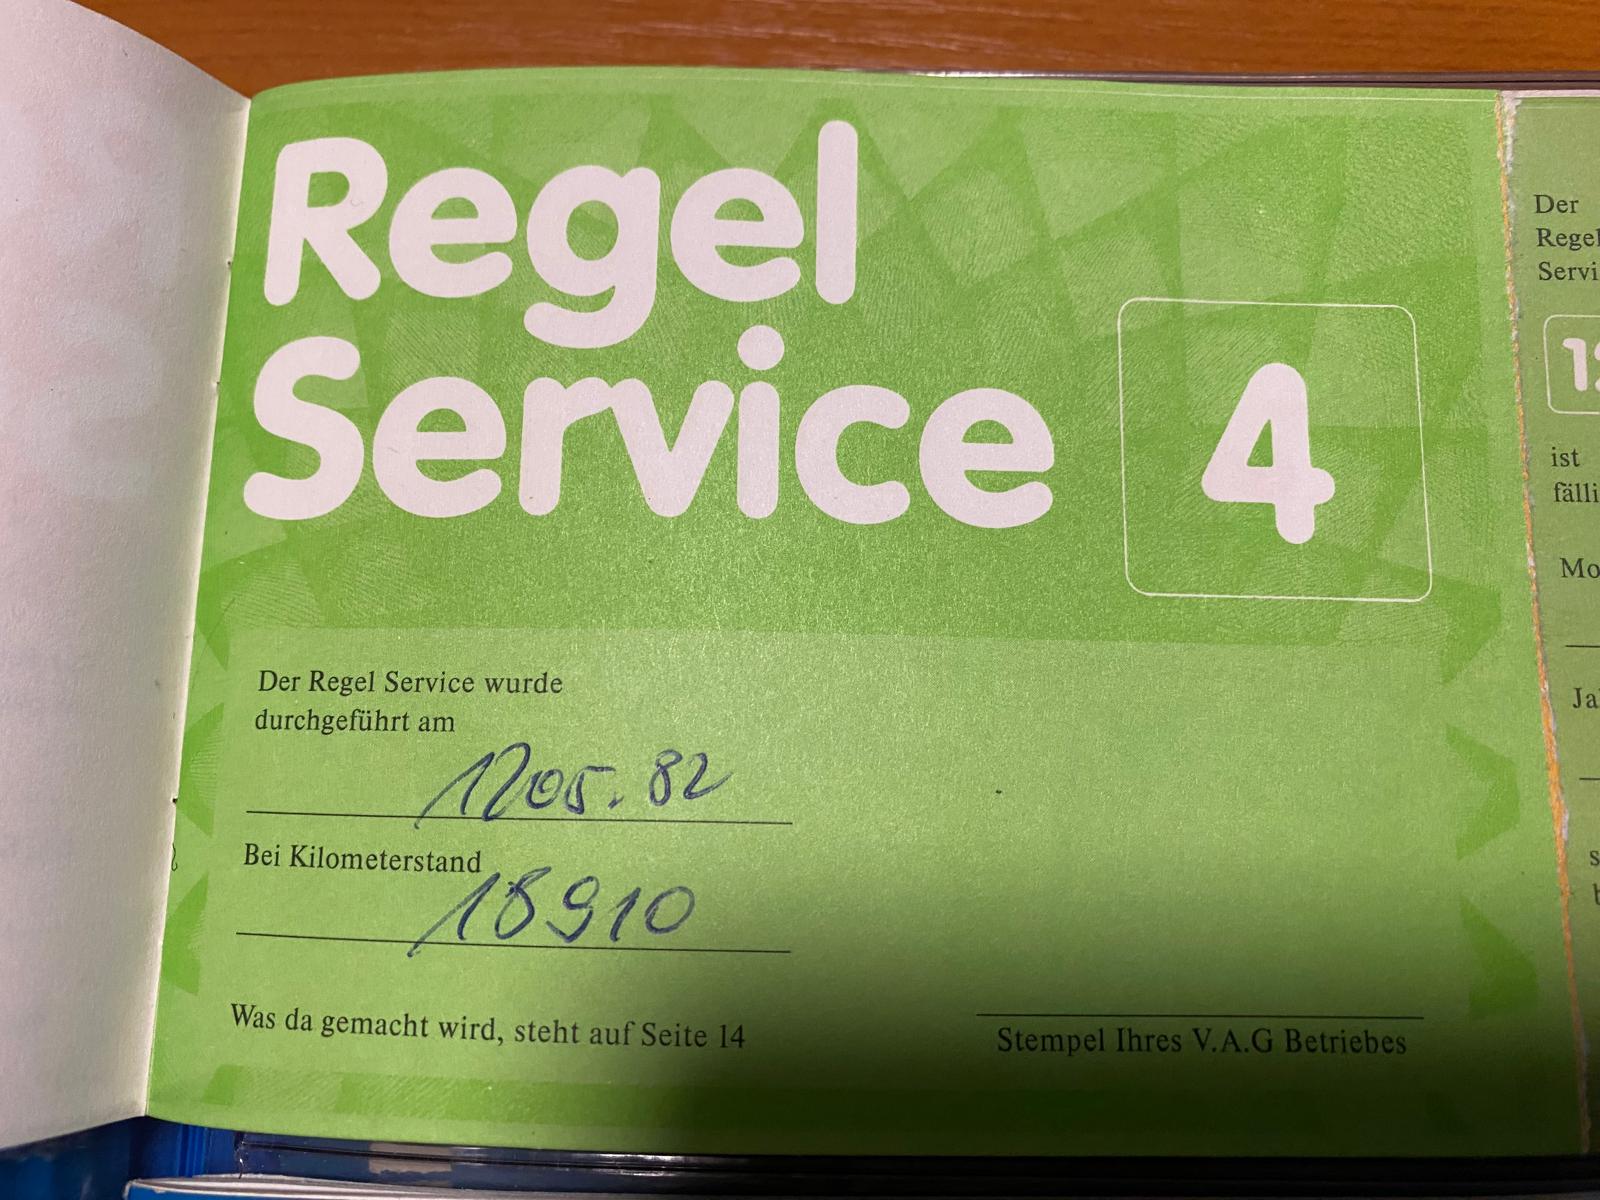 Regel
Service
4
Der Regel Service wurde
durchgeführt am
1205.82
Bei Kilometerstand
18910
Was da gemacht wird, steht auf Seite 14
Stempel Ihres V.A.G Betriebes
Der
Regel
Servi
12
ist
fälli
Mo
Ja